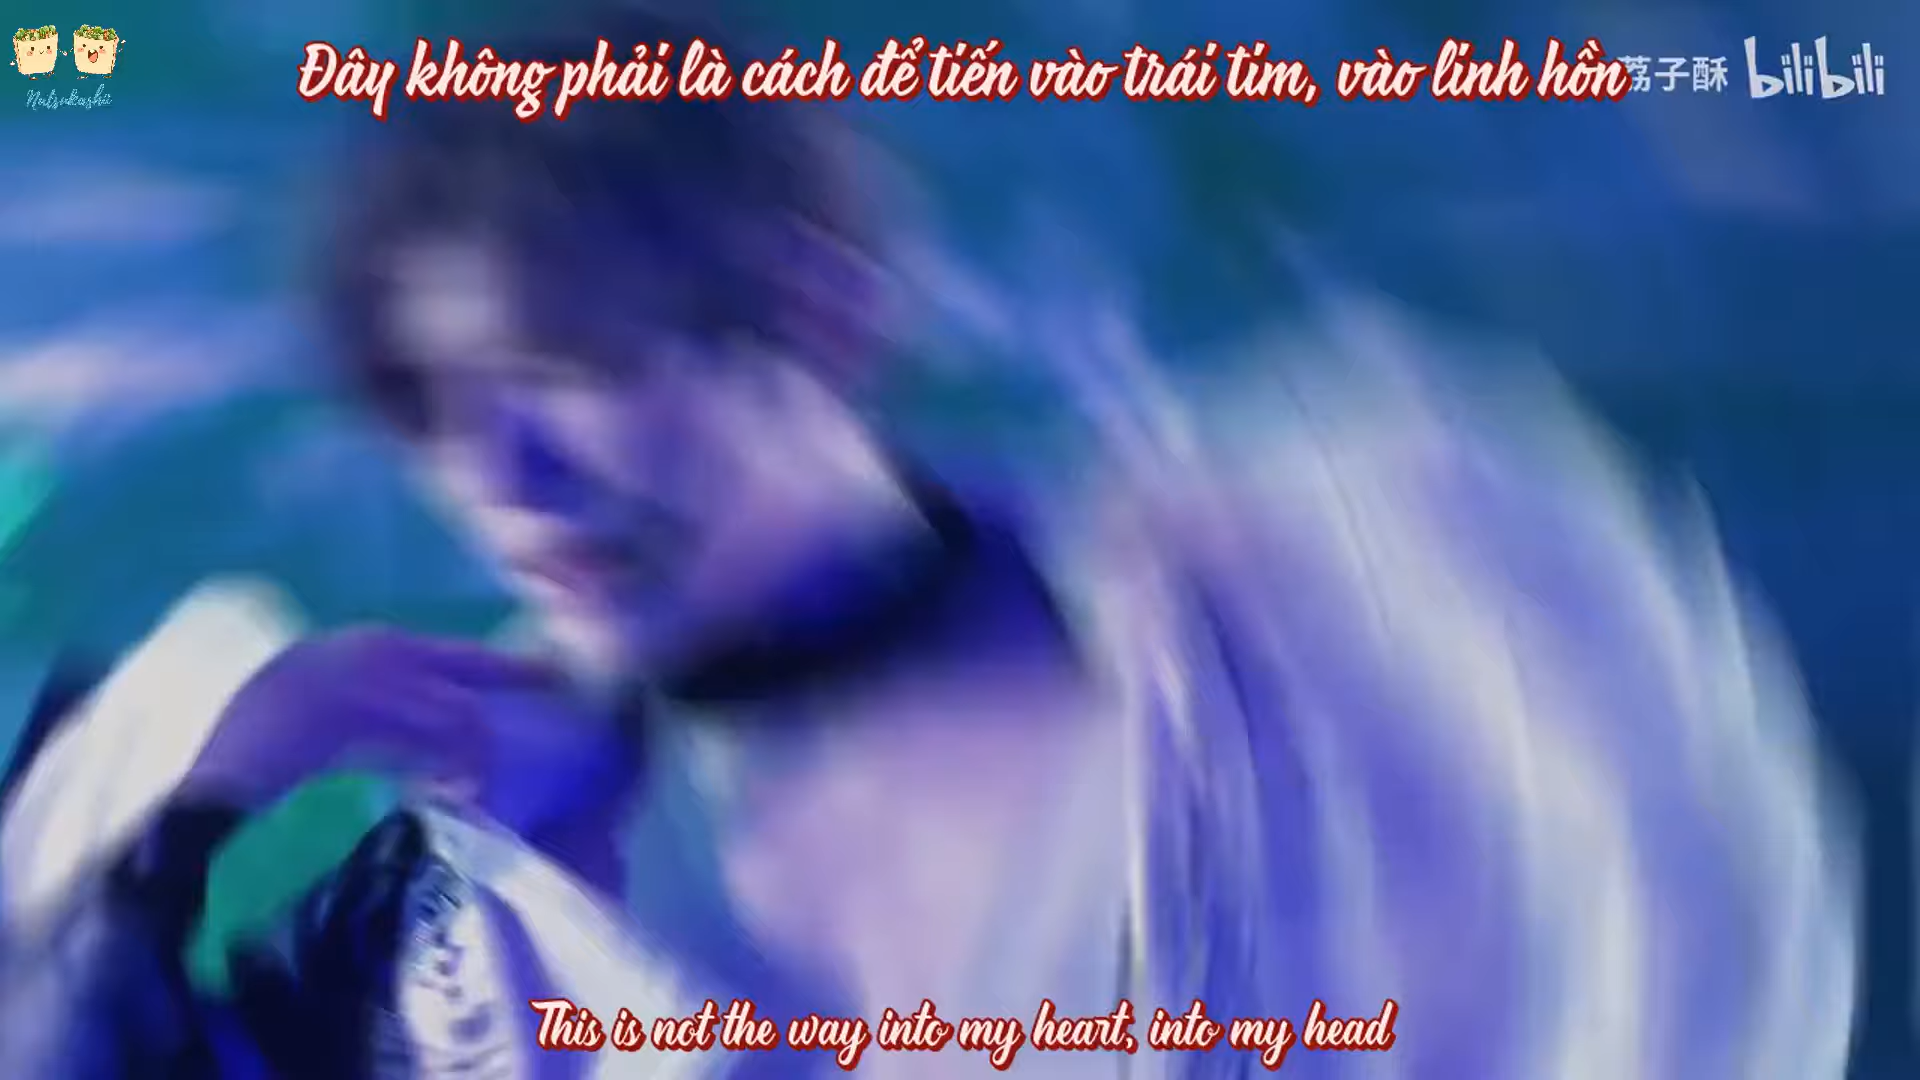 Đây không phải là cách để tiến vào trái tim, vào linh hồn
荔子酥 bilibili
Natsukashii
This is not the way into my heart, into my head